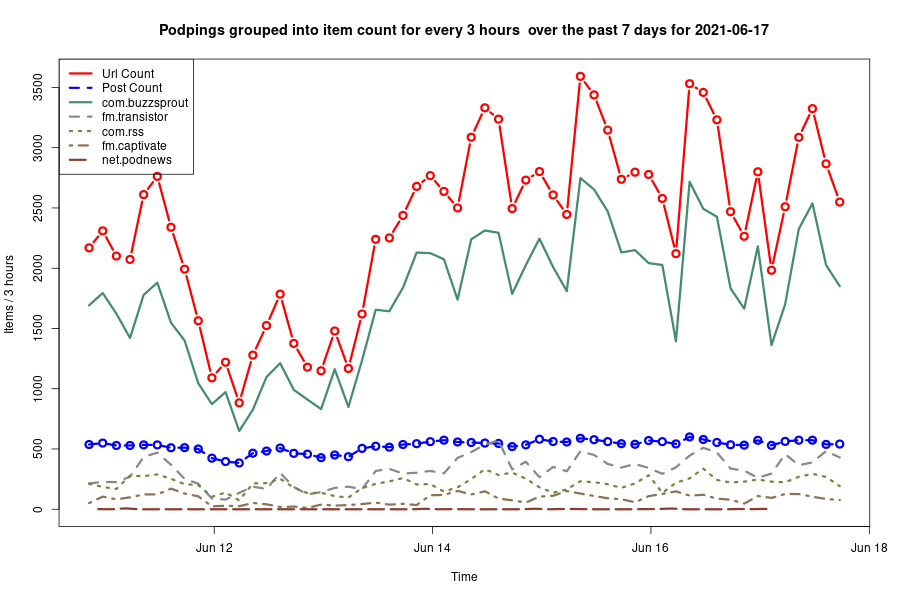 Podpings grouped into item count for every 3 hours  over the past 7 days for 2021-06-17
Url Count
Post Count
com.buzzsprout
fm.transistor
com.rss
fm.captivate
net.podnews
Items / 3 hours
3500
3000
2500
2000
1500
1000
500
0
Jun 12
Jun 14
Jun 16
Jun 18
Time